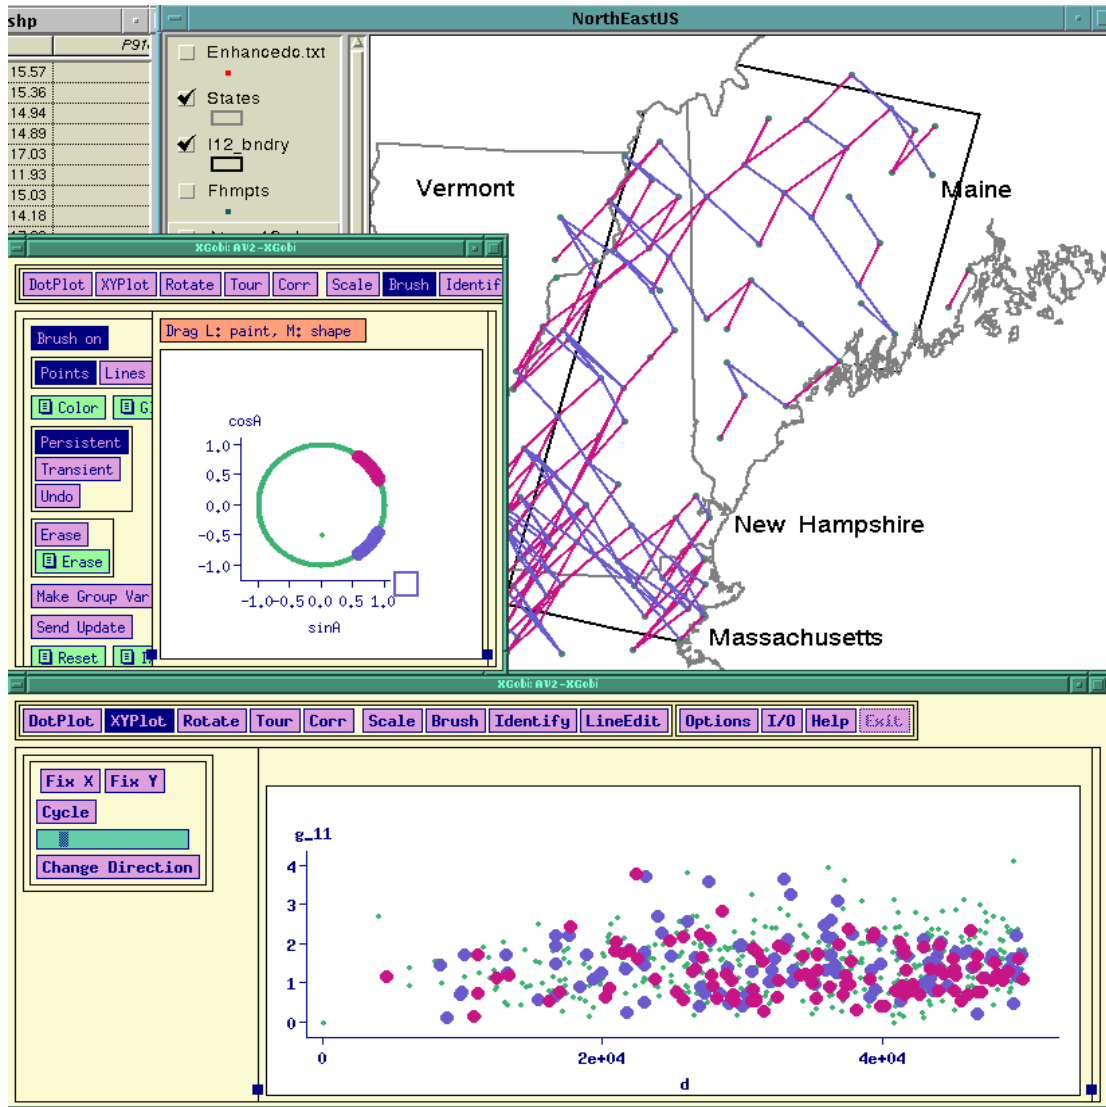 shp
NorthEastUS
15.57
15.36
14.94
14.89
17.03
11.93
15.03
14.18
Enhancedc.txt
States
l12_bndry
Fhmpts
Vermont
Maine
New Hampshire
Massachusetts
XGobi: AV2-XGobi
DotPlot XYPlot Rotate Tour Corr Scale Brush Identif
Brush on
Points Lines
Color
Persistent
Transient
Undo
Erase
Erase
Make Group Var
Send Update
Reset
Drag L: paint, M: shape
cosA
1.0
0.5
0.0
-0.5
-1.0
-1.0 -0.5 0.0 0.5 1.0
sinA
XGobi: AV2-XGobi
DotPlot XYPlot Rotate Tour Corr Scale Brush Identify LineEdit Options I/O Help Exit
Fix X Fix Y
Cycle
Change Direction
g_11
4
3
2
1
0
0 2e+04 4e+04
d